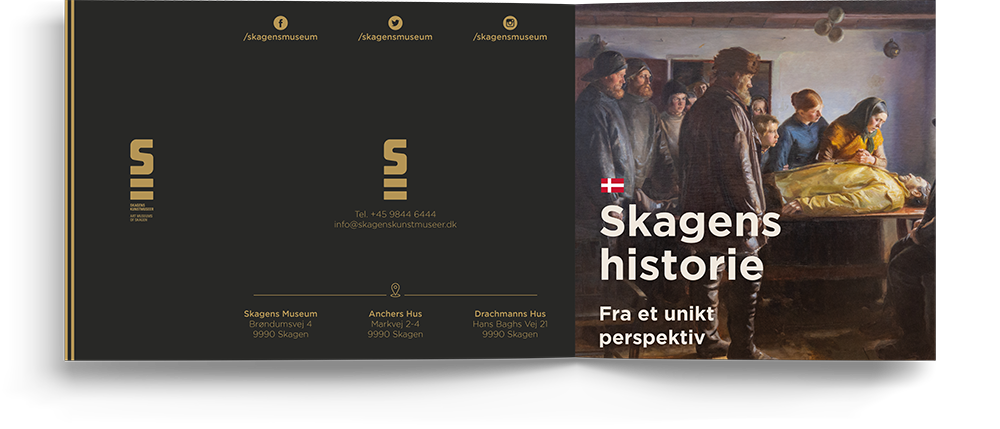 /skagensmuseum
/skagensmuseum
/skagensmuseum
SKAGENS
KUNSTMUSEER
ART MUSEUMS
OF SKAGEN
Tel. +45 9844 6444
info@skagenskunstmuseer.dk
Skagens Museum
Brøndumsvej 4
9990 Skagen
Anchers Hus
Markvej 2-4
9990 Skagen
Drachmanns Hus
Hans Baghs Vej 21
9990 Skagen
Skagens
historie
Fra et unikt
perspektiv